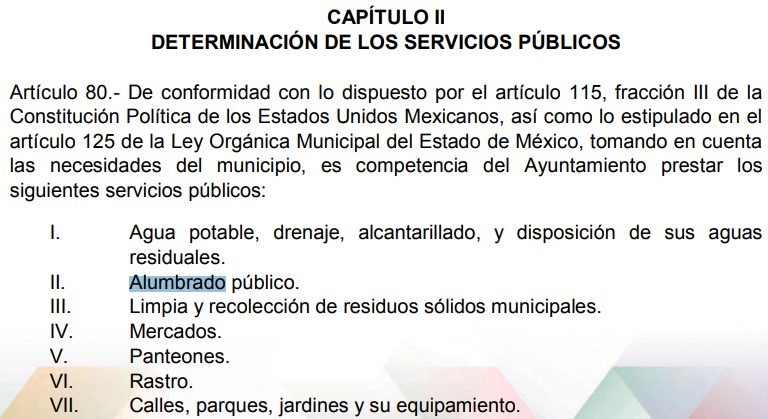 CAPÍTULO II
DETERMINACIÓN DE LOS SERVICIOS PÚBLICOS
Artículo 80.- De conformidad con lo dispuesto por el artículo 115, fracción III de la
Constitución Política de los Estados Unidos Mexicanos, así como lo estipulado en el
artículo 125 de la Ley Orgánica Municipal del Estado de México, tomando en cuenta
las necesidades del municipio, es competencia del Ayuntamiento prestar los
siguientes servicios públicos:
I. Agua potable, drenaje, alcantarillado, y disposición de sus aguas
residuales.
II. Alumbrado público.
III. Limpia y recolección de residuos sólidos municipales.
IV. Mercados.
V. Panteones.
VI. Rastro.
VII. Calles, parques, jardines y su equipamiento.